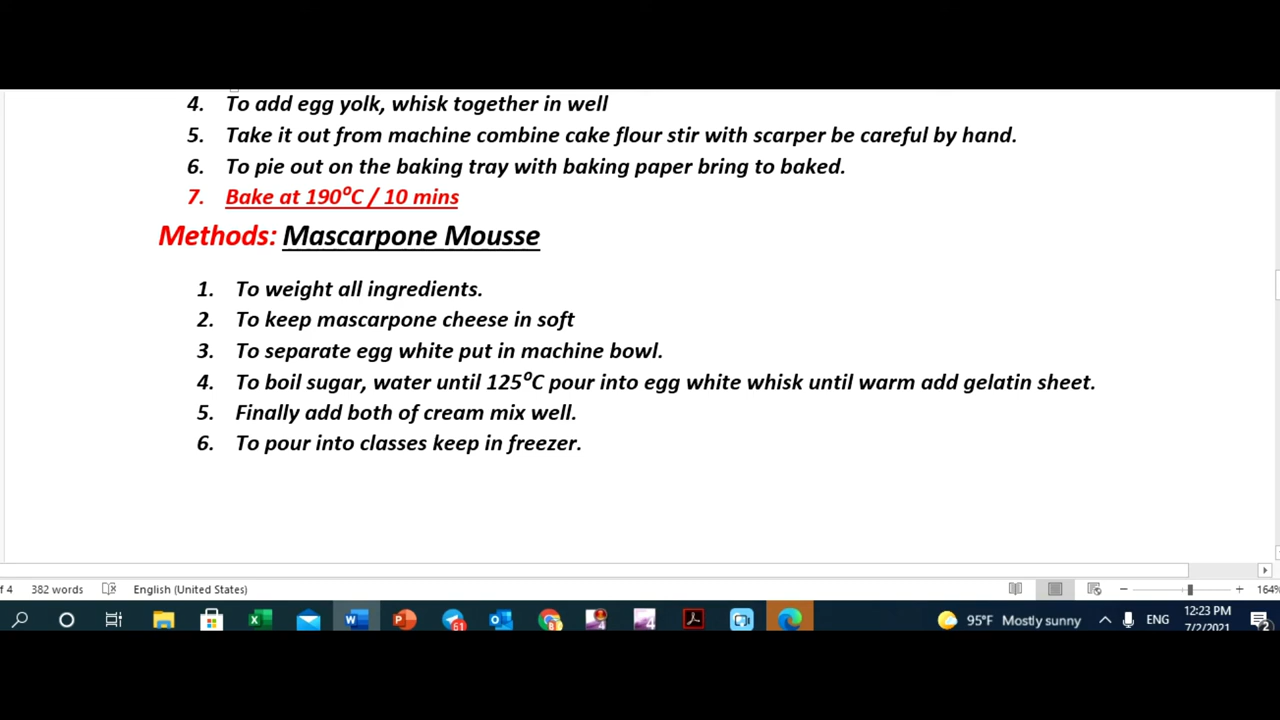 4. To add egg yolk, whisk together in well
5. Take it out from machine combine cake flour stir with scarper be careful by hand.
6. To pie out on the baking tray with baking paper bring to baked.
7. Bake at 190⁰C / 10 mins
Methods: Mascarpone Mousse
1. To weight all ingredients.
2. To keep mascarpone cheese in soft
3. To separate egg white put in machine bowl.
4. To boil sugar, water until 125⁰C pour into egg white whisk until warm add gelatin sheet.
5. Finally add both of cream mix well.
6. To pour into classes keep in freezer.
of 4 382 words English (United States) 164%
61 95°F Mostly sunny ENG 12:23 PM
7/2/2021 2